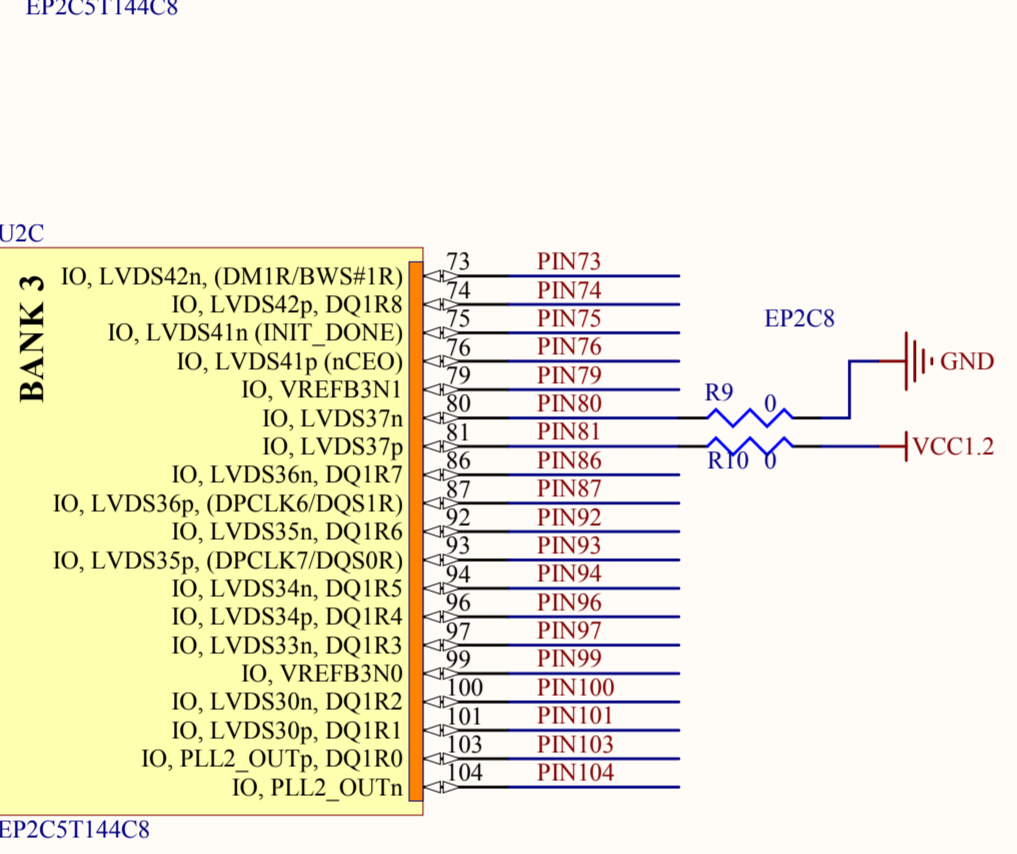 EP2C5T144C8
U2C
BANK 3
IO, LVDS42n, (DM1R/BWS#1R) 73 PIN73
IO, LVDS42p, DQ1R8 74 PIN74
IO, LVDS41n (INIT_DONE) 75 PIN75 EP2C8
IO, LVDS41p (nCEO) 76 PIN76 GND
IO, VREFB3N1 79 PIN79
IO, LVDS37n 80 PIN80 R9 0
IO, LVDS37p 81 PIN81 R10 0 VCC1.2
IO, LVDS36n, DQ1R7 86 PIN86
IO, LVDS36p, (DPCLK6/DQS1R) 87 PIN87
IO, LVDS35n, DQ1R6 92 PIN92
IO, LVDS35p, (DPCLK7/DQS0R) 93 PIN93
IO, LVDS34n, DQ1R5 94 PIN94
IO, LVDS34p, DQ1R4 96 PIN96
IO, LVDS33n, DQ1R3 97 PIN97
IO, VREFB3N0 99 PIN99
IO, LVDS30n, DQ1R2 100 PIN100
IO, LVDS30p, DQ1R1 101 PIN101
IO, PLL2_OUTp, DQ1R0 103 PIN103
IO, PLL2_OUTn 104 PIN104
EP2C5T144C8